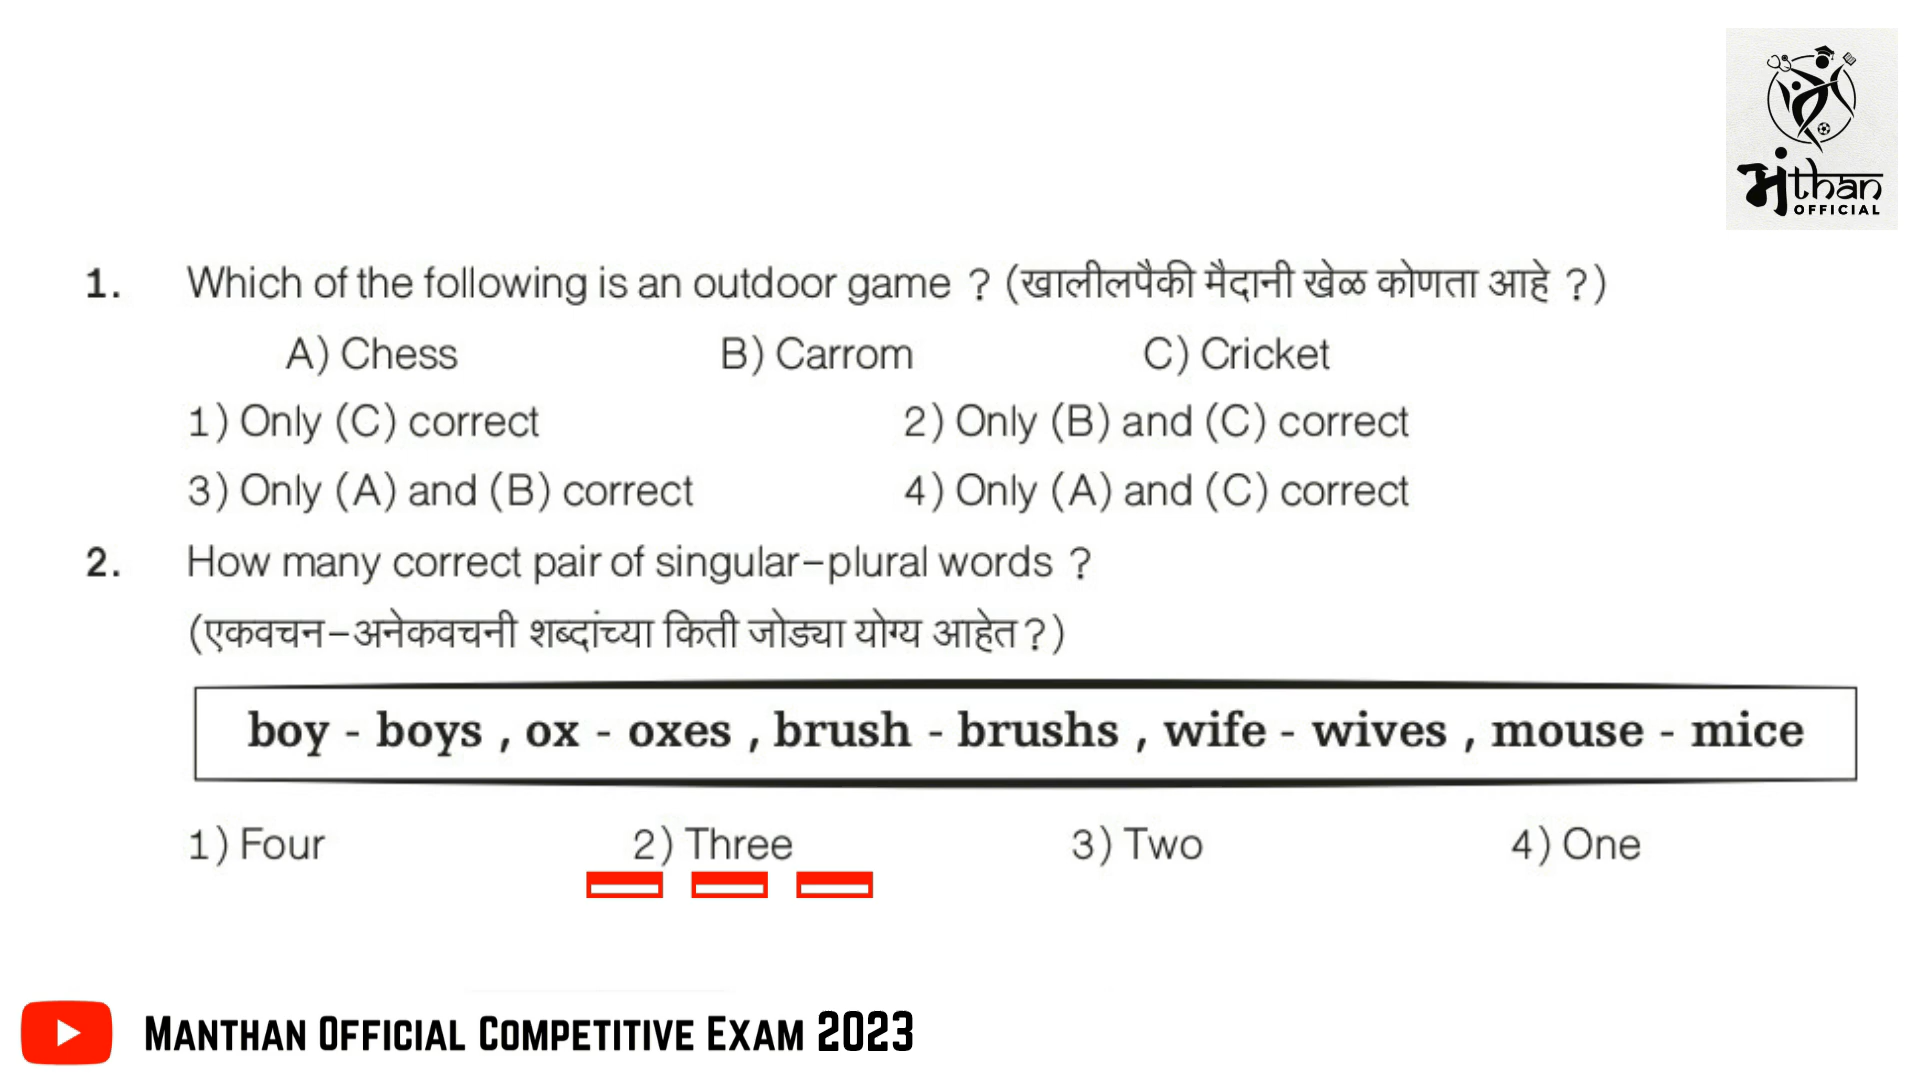 मंthan
OFFICIAL
1. Which of the following is an outdoor game ? (खालीलपैकी मैदानी खेळ कोणता आहे ?)
A) Chess B) Carrom C) Cricket
1) Only (C) correct 2) Only (B) and (C) correct
3) Only (A) and (B) correct 4) Only (A) and (C) correct
2. How many correct pair of singular–plural words ?
(एकवचन–अनेकवचनी शब्दांच्या किती जोड्या योग्य आहेत?)
boy - boys , ox - oxes , brush - brushs , wife - wives , mouse - mice
1) Four 2) Three 3) Two 4) One
MANTHAN OFFICIAL COMPETITIVE EXAM 2023